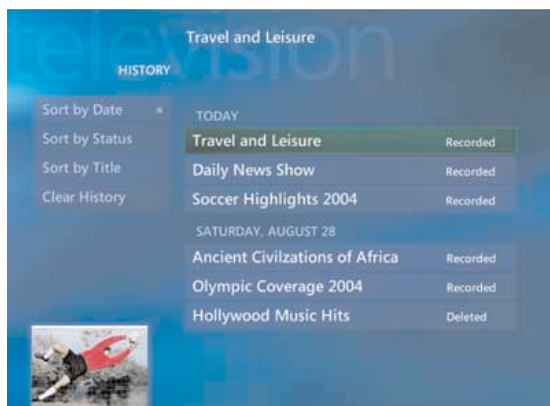 television
Travel and Leisure
HISTORY
Sort by Date
Sort by Status
Sort by Title
Clear History
TODAY
Travel and Leisure Recorded
Daily News Show Recorded
Soccer Highlights 2004 Recorded
SATURDAY, AUGUST 28
Ancient Civilzations of Africa Recorded
Olympic Coverage 2004 Recorded
Hollywood Music Hits Deleted